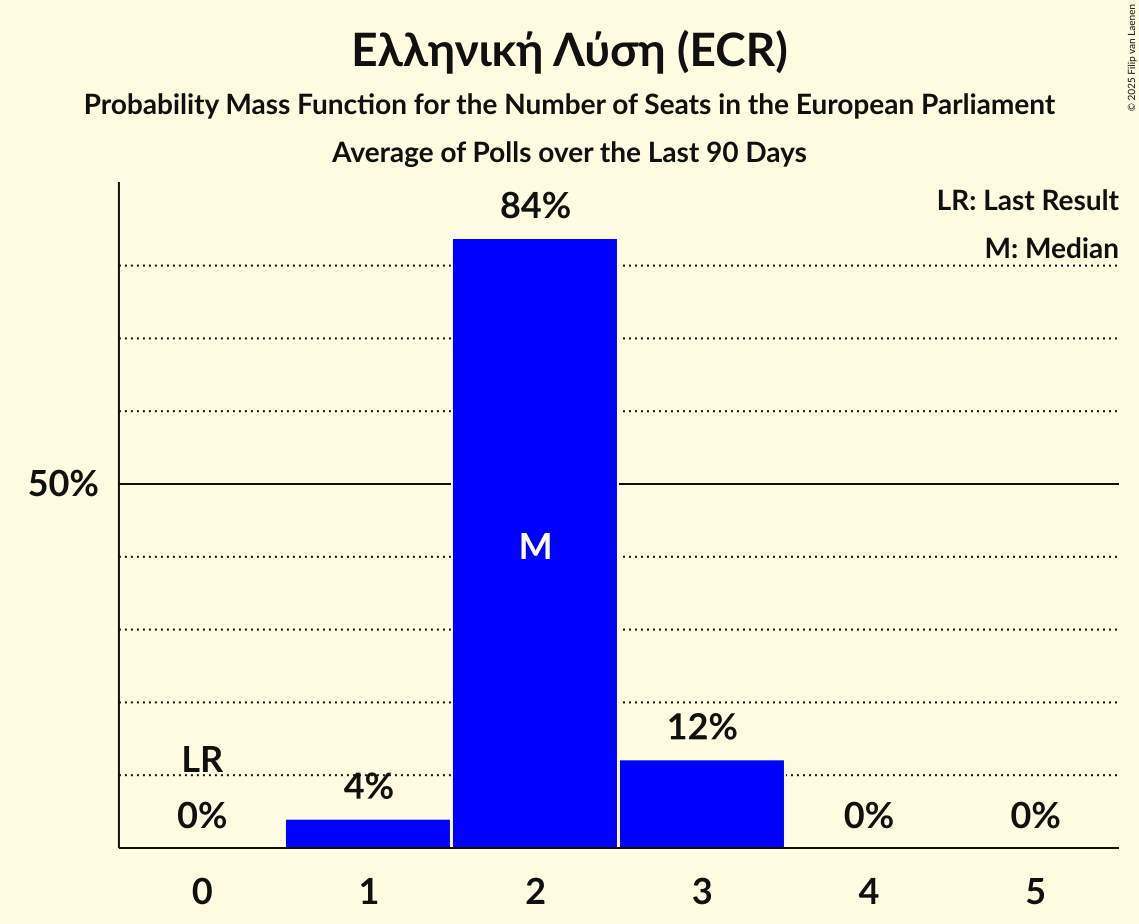 Ελληνική Λύση (ECR)
Probability Mass Function for the Number of Seats in the European Parliament
Average of Polls over the Last 90 Days
© 2025 Filip van Laenen
LR: Last Result
M: Median
84%
50%
M
12%
LR
4%
0%
0%
0%
0
1
2
3
4
5